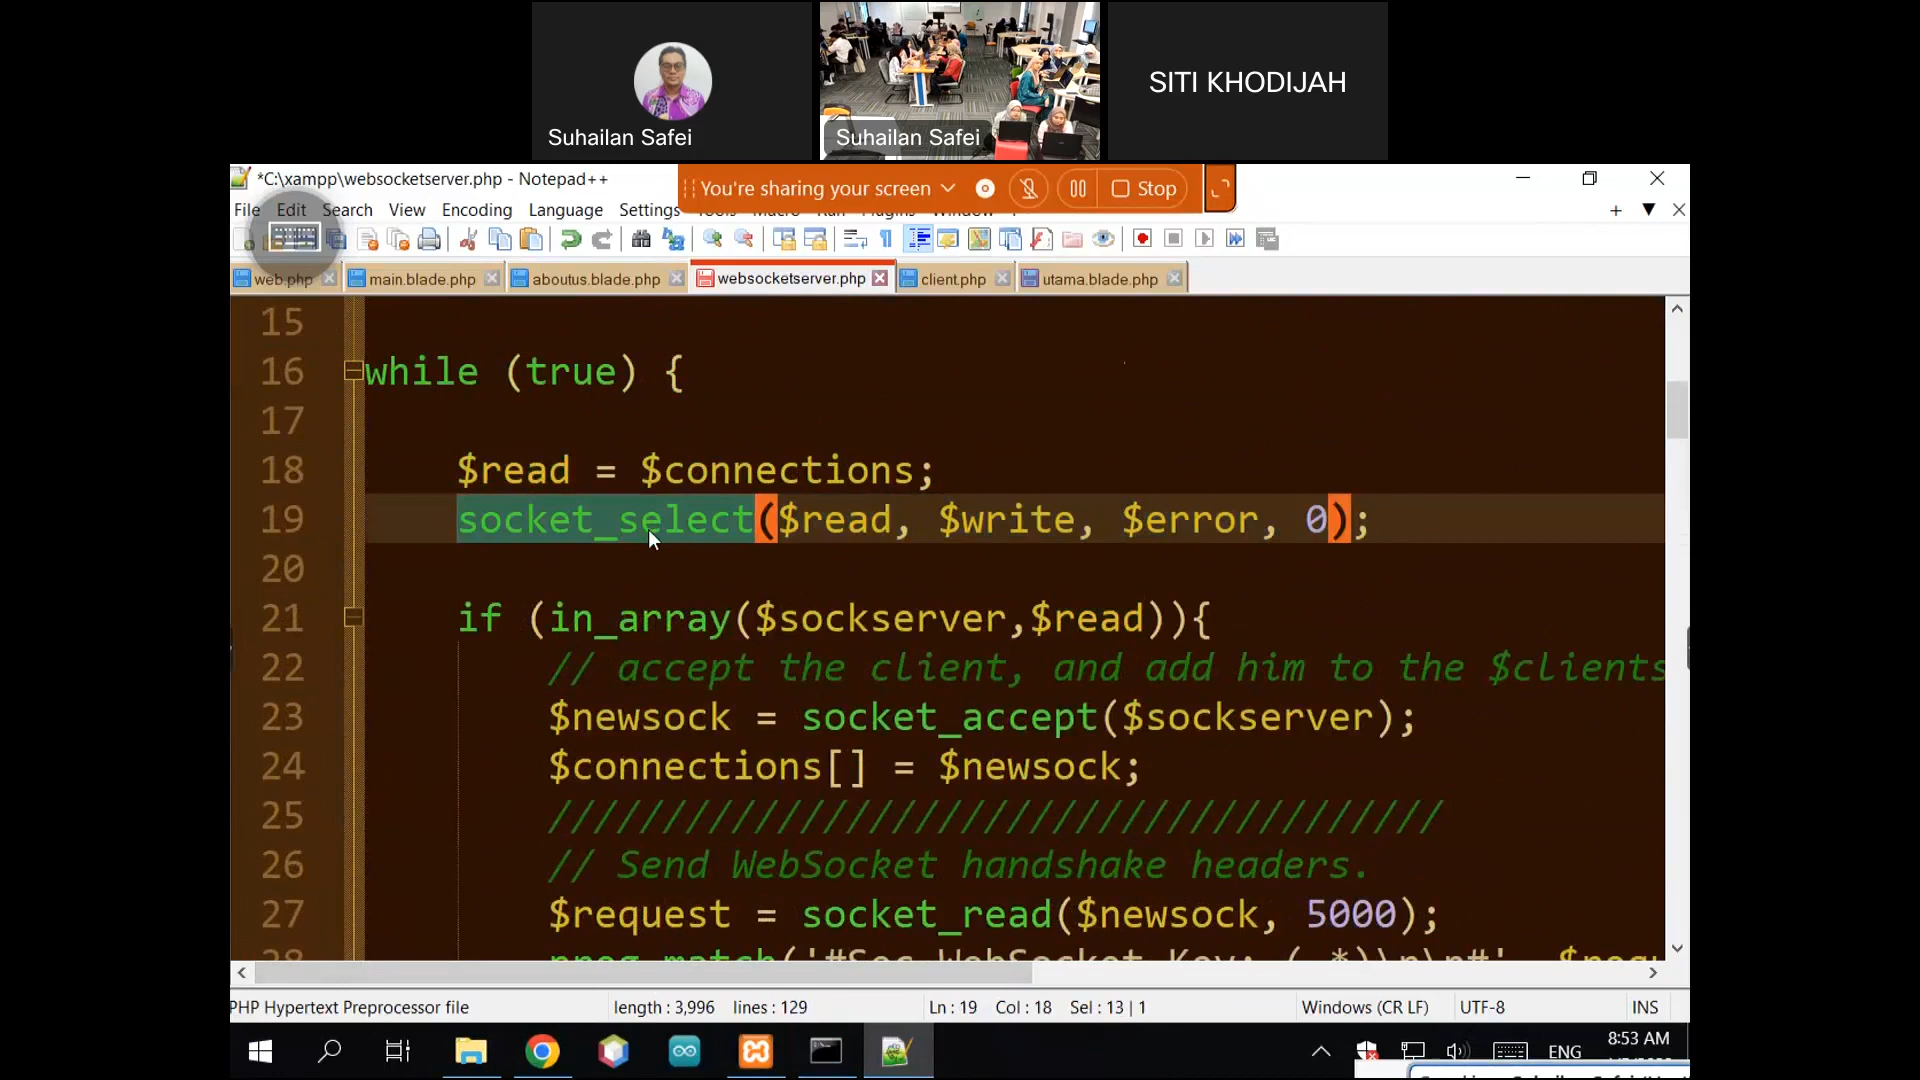 SITI KHODIJAH
Suhailan Safei
Suhailan Safei
*C:\xampp\websocketserver.php - Notepad++
You're sharing your screen
Stop
File Edit Search View Encoding Language Settings
web.php
main.blade.php
aboutus.blade.php
websocketserver.php
client.php
utama.blade.php
15
16 while (true) {
17
18 $read = $connections;
19 socket_select($read, $write, $error, 0);
20
21 if (in_array($sockserver,$read)){
22 // accept the client, and add him to the $clients
23 $newsock = socket_accept($sockserver);
24 $connections[] = $newsock;
25 ///////////////////////////////////////
26 // Send WebSocket handshake headers.
27 $request = socket_read($newsock, 5000);
PHP Hypertext Preprocessor file length : 3,996 lines : 129 Ln : 19 Col : 18 Sel : 13 | 1 Windows (CR LF) UTF-8 INS
ENG
8:53 AM